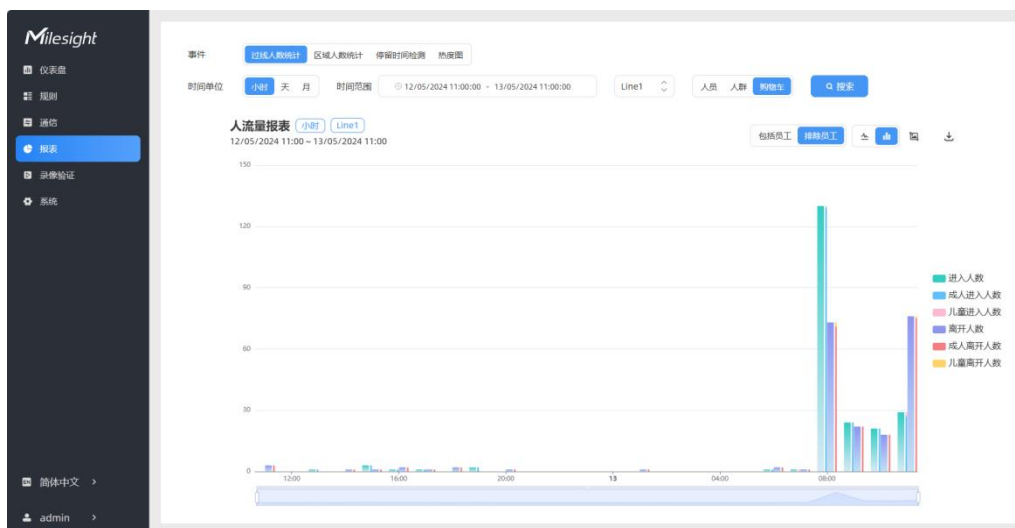 Milesight
仪表盘
规则
通信
报表
录像验证
系统
简体中文
admin
事件 过线人数统计 区域人数统计 停留时间检测 热度图
时间单位 小时 天 月 时间范围 12/05/2024 11:00:00 ~ 13/05/2024 11:00:00 Line1 人员 人群 购物车 搜索
人流量报表 小时 Line1
12/05/2024 11:00 ~ 13/05/2024 11:00
包括员工 排除员工
150
120
90
60
30
0
12:00 16:00 20:00 13 04:00 08:00
进入人数
成人进入人数
儿童进入人数
离开人数
成人离开人数
儿童离开人数